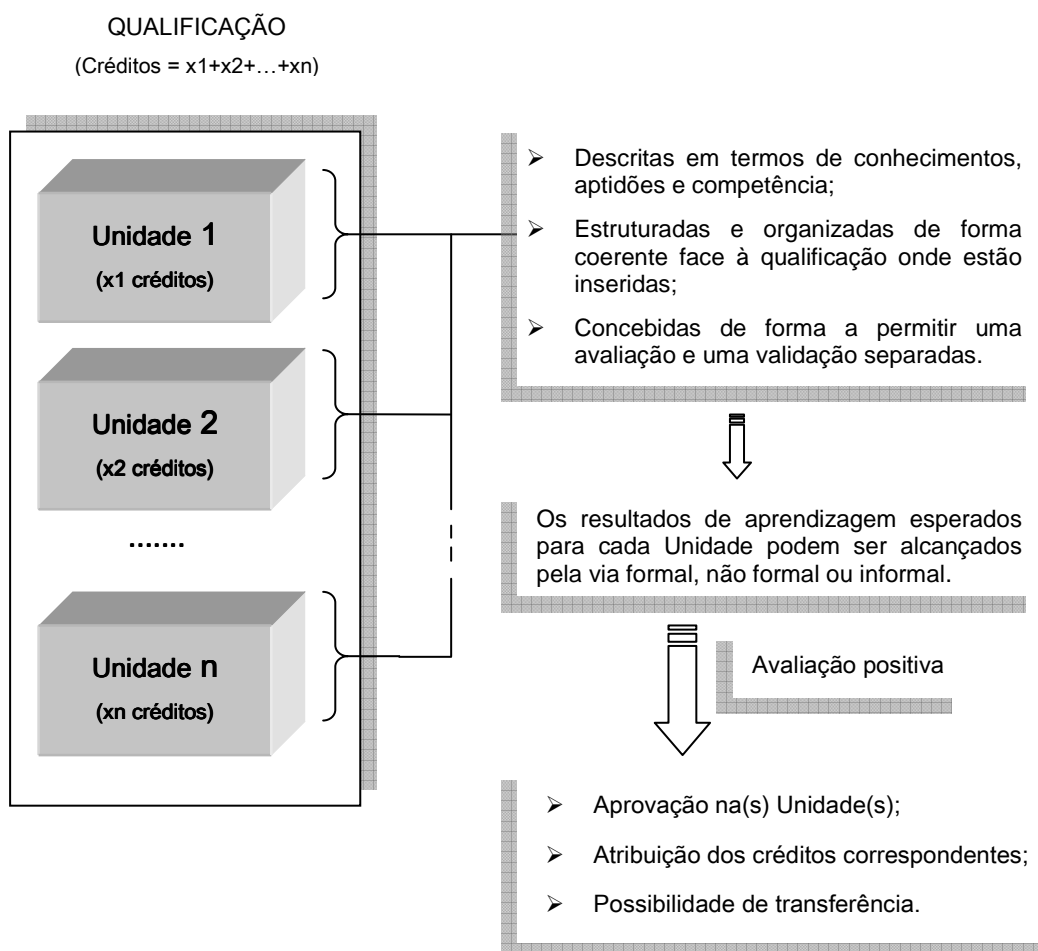 QUALIFICAÇÃO
(Créditos = x1+x2+…+xn)
Unidade 1
(x1 créditos)
Unidade 2
(x2 créditos)
.......
Unidade n
(xn créditos)
➢ Descritas em termos de conhecimentos,
aptidões e competência;
➢ Estruturadas e organizadas de forma
coerente face à qualificação onde estão
inseridas;
➢ Concebidas de forma a permitir uma
avaliação e uma validação separadas.
Os resultados de aprendizagem esperados
para cada Unidade podem ser alcançados
pela via formal, não formal ou informal.
Avaliação positiva
➢ Aprovação na(s) Unidade(s);
➢ Atribuição dos créditos correspondentes;
➢ Possibilidade de transferência.